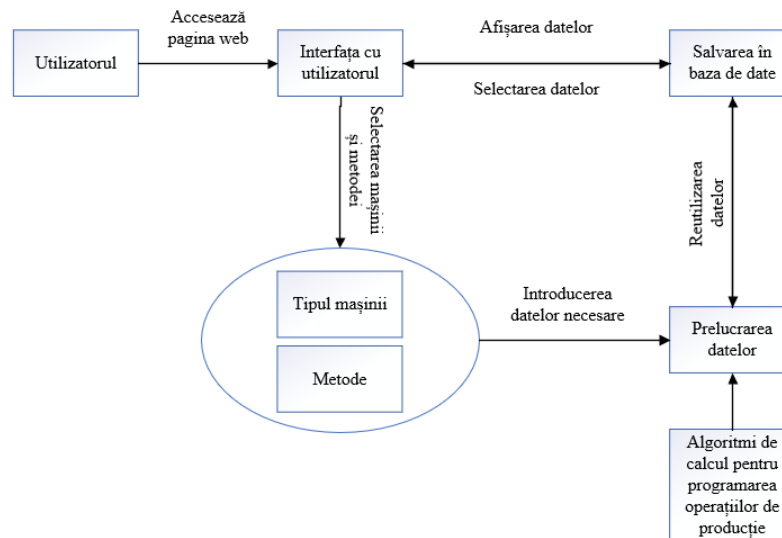 Accesează
pagina web
Utilizatorul
Interfața cu
utilizatorul
Afișarea datelor
Selectarea datelor
Salvarea în
baza de date
Selectarea mașinii
și metodei
Reutilizarea
datelor
Tipul mașinii
Metode
Introducerea
datelor necesare
Prelucrarea
datelor
Algoritmi de
calcul pentru
programarea
operațiilor de
producție